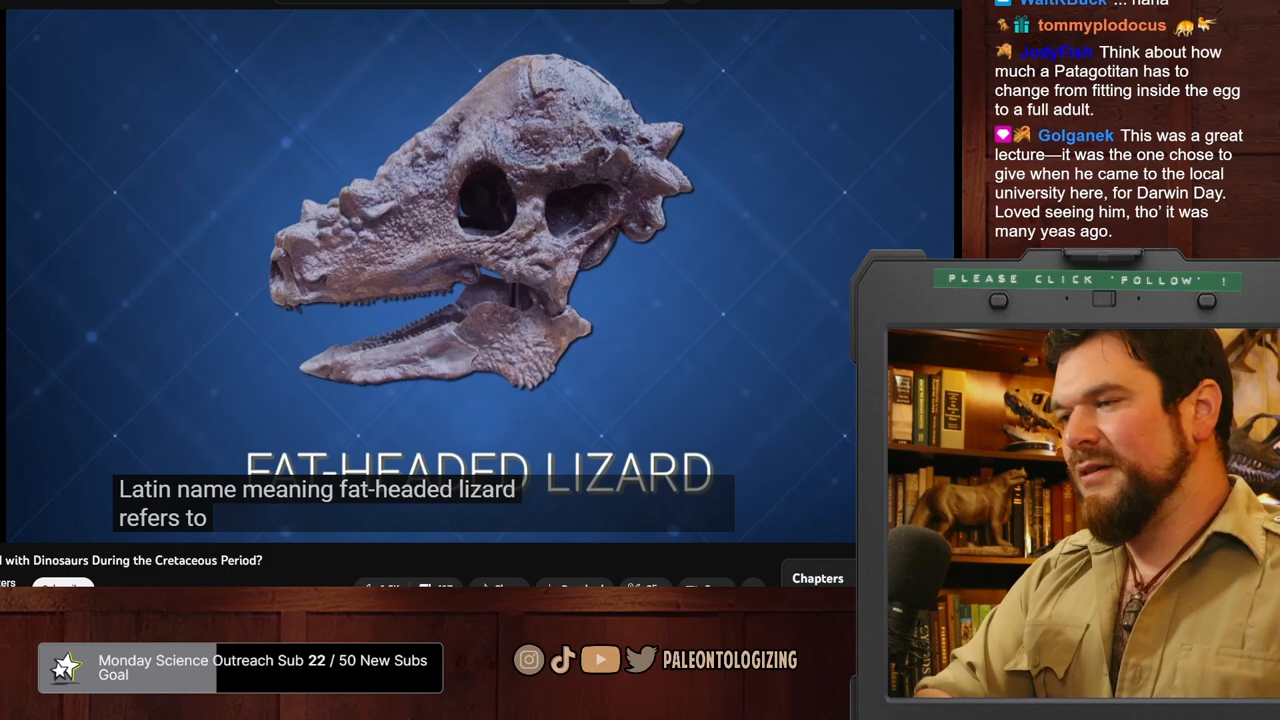 ... haha
tommyplodocus
JodyFish Think about how
much a Patagotitan has to
change from fitting inside the egg
to a full adult.
Golganek This was a great
lecture—it was the one chose to
give when he came to the local
university here, for Darwin Day.
Loved seeing him, tho' it was
many yeas ago.
PLEASE CLICK 'FOLLOW' !
FAT-HEADED LIZARD
Latin name meaning fat-headed lizard
refers to
with Dinosaurs During the Cretaceous Period?
Chapters
Monday Science Outreach Sub 22 / 50 New Subs
Goal
PALEONTOLOGIZING